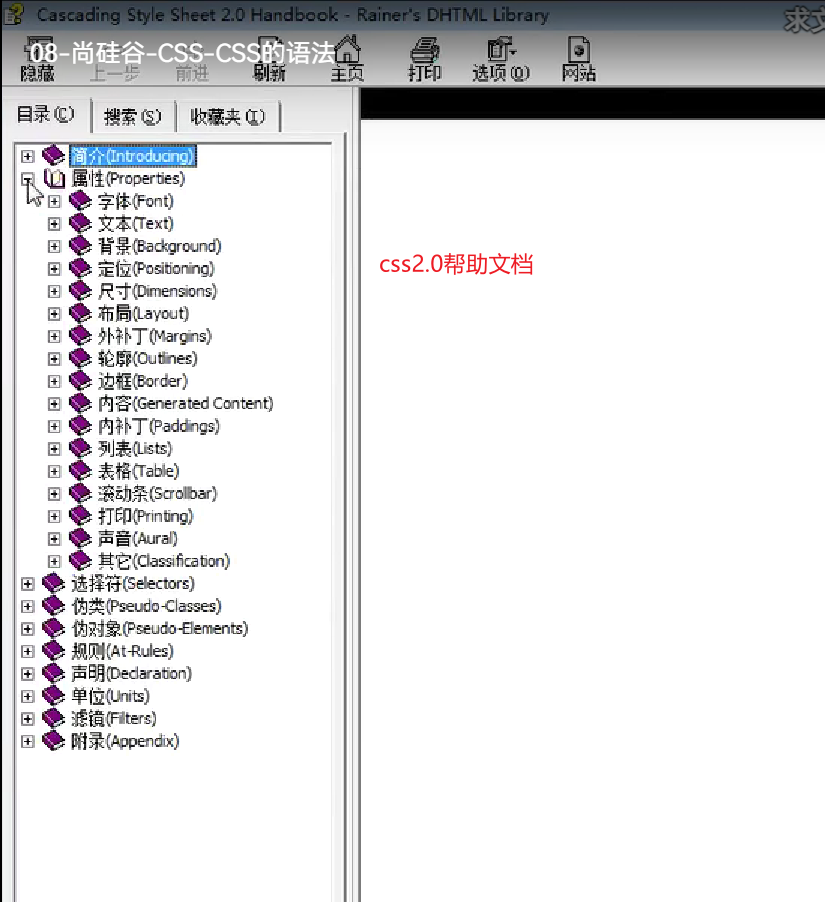 Cascading Style Sheet 2.0 Handbook - Rainer's DHTML Library
求文
08-尚硅谷-CSS-CSS的语法
隐藏 上一步 前进 刷新 主页 打印 选项(O) 网站
目录(C) 搜索(S) 收藏夹(I)
简介(Introducing)
属性(Properties)
字体(Font)
文本(Text)
背景(Background)
定位(Positioning)
尺寸(Dimensions)
布局(Layout)
外补丁(Margins)
轮廓(Outlines)
边框(Border)
内容(Generated Content)
内补丁(Paddings)
列表(Lists)
表格(Table)
滚动条(Scrollbar)
打印(Printing)
声音(Aural)
其它(Classification)
选择符(Selectors)
伪类(Pseudo-Classes)
伪对象(Pseudo-Elements)
规则(At-Rules)
声明(Declaration)
单位(Units)
滤镜(Filters)
附录(Appendix)
css2.0帮助文档